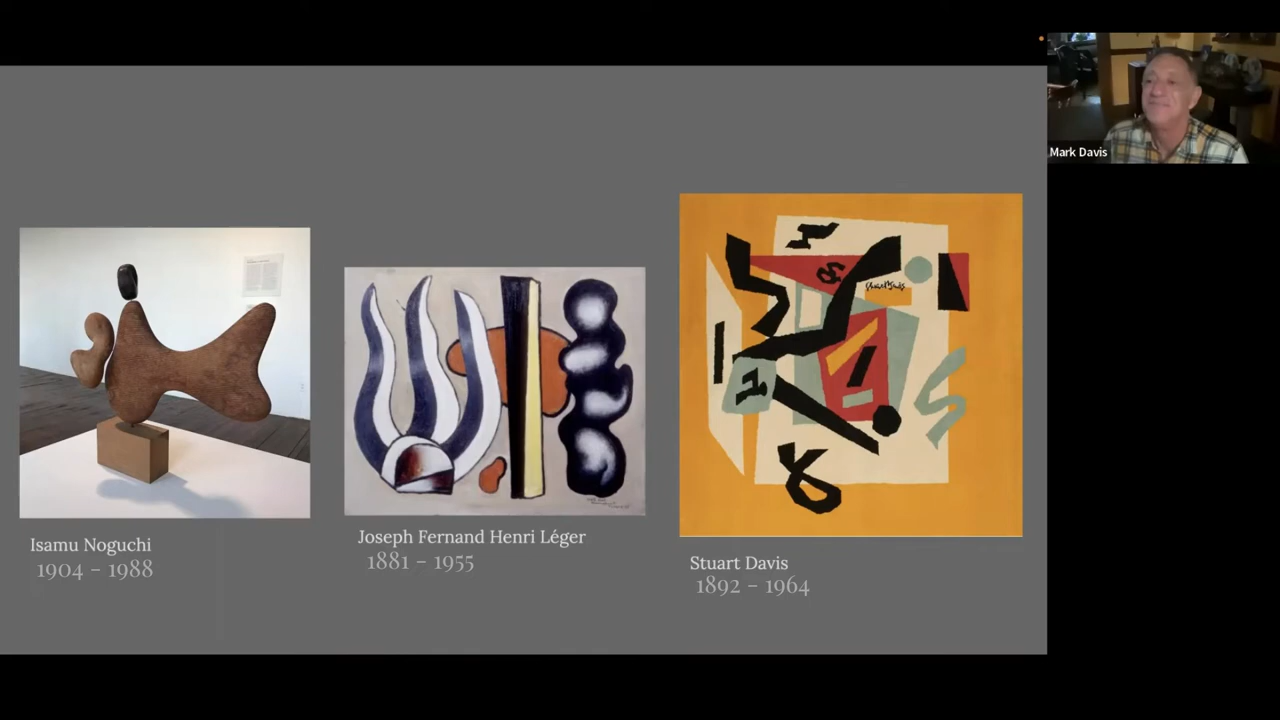 Mark Davis
Isamu Noguchi
1904 - 1988
Joseph Fernand Henri Léger
1881 - 1955
Stuart Davis
1892 - 1964